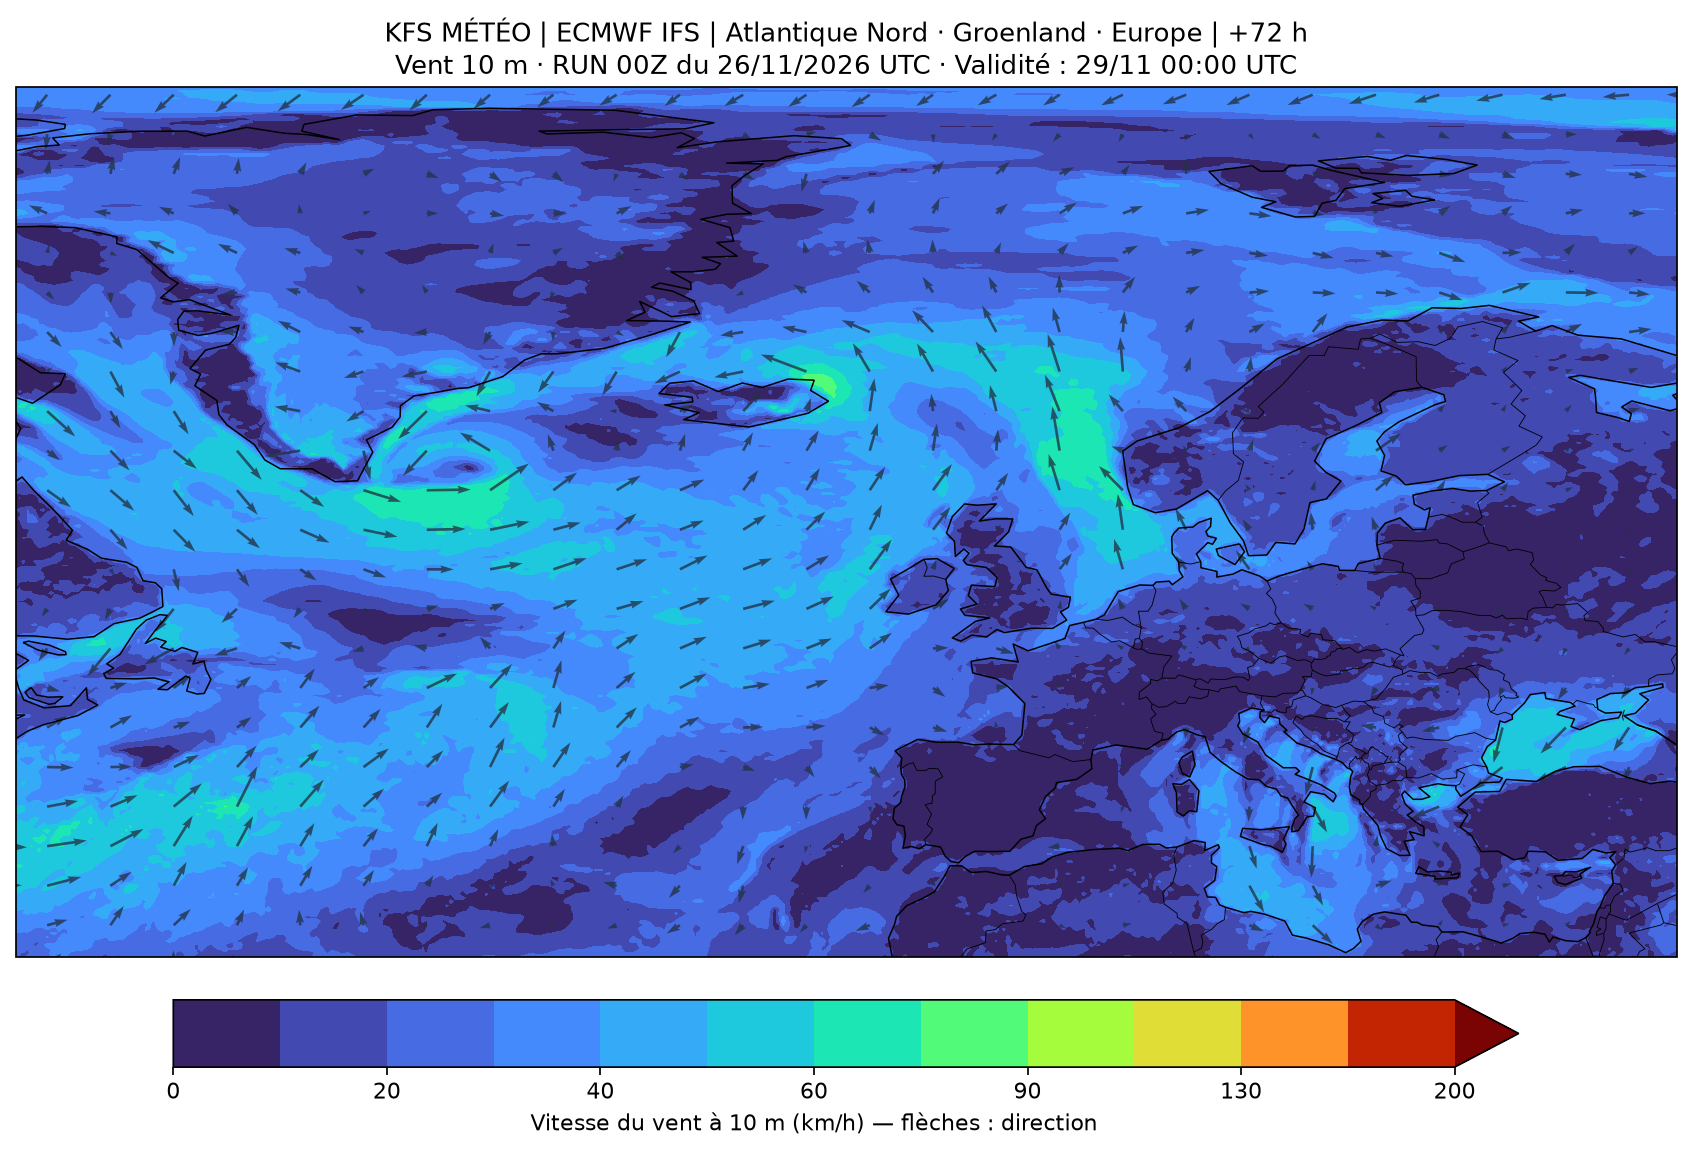 KFS MÉTÉO | ECMWF IFS | Atlantique Nord · Groenland · Europe | +72 h
Vent 10 m · RUN 00Z du 26/11/2026 UTC · Validité : 29/11 00:00 UTC
0 20 40 60 90 130 200
Vitesse du vent à 10 m (km/h) — flèches : direction